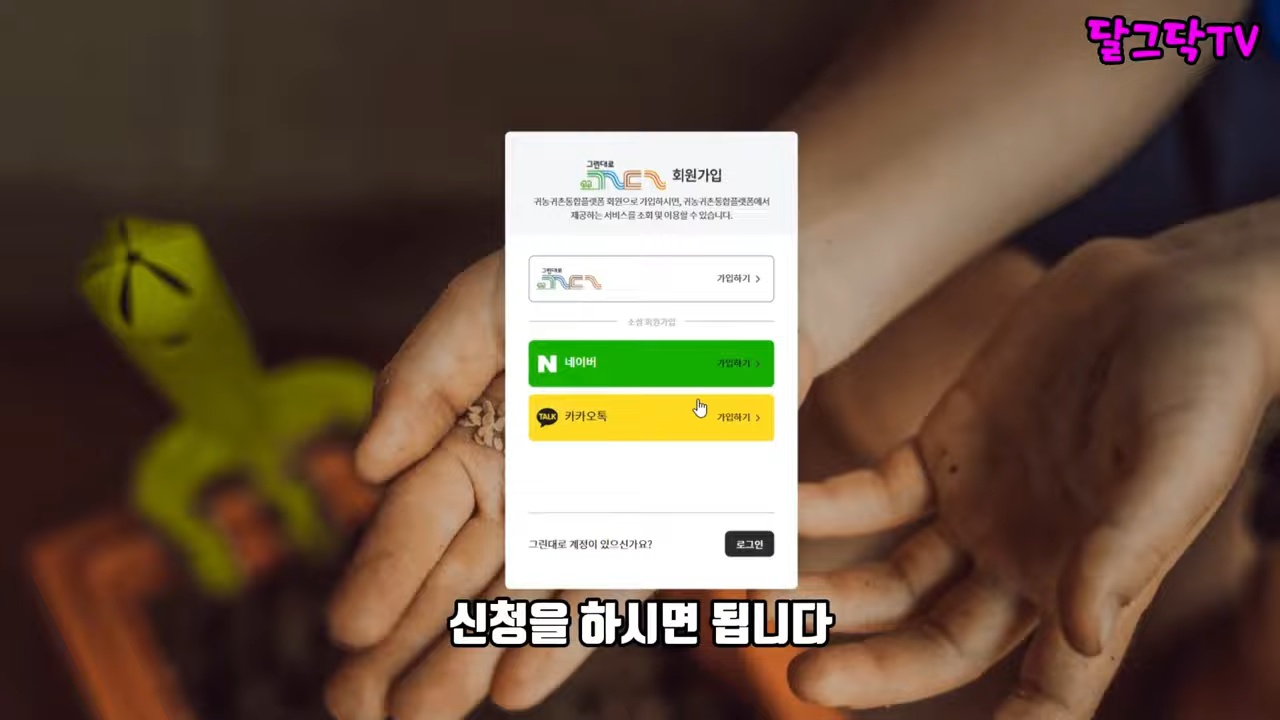 달그닥TV
그린대로
회원가입
귀농귀촌통합플랫폼 회원으로 가입하시면, 귀농귀촌통합플랫폼에서
제공하는 서비스를 조회 및 이용할 수 있습니다.
그린대로
가입하기 >
소셜 회원가입
N 네이버 가입하기 >
TALK 카카오톡 가입하기 >
그린대로 계정이 있으신가요? 로그인
신청을 하시면 됩니다